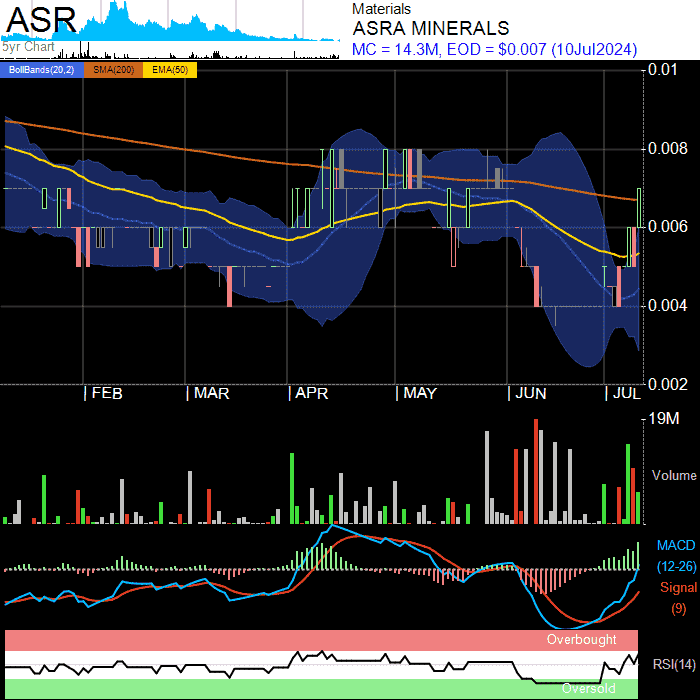 ASR
5yr Chart
Materials
ASRA MINERALS
MC = 14.3M, EOD = $0.007 (10Jul2024)
BollBands(20,2) SMA(200) EMA(50)
0.01
0.008
0.006
0.004
0.002
FEB MAR APR MAY JUN JUL
19M
Volume
MACD
(12-26)
Signal
(9)
Overbought
RSI(14)
Oversold